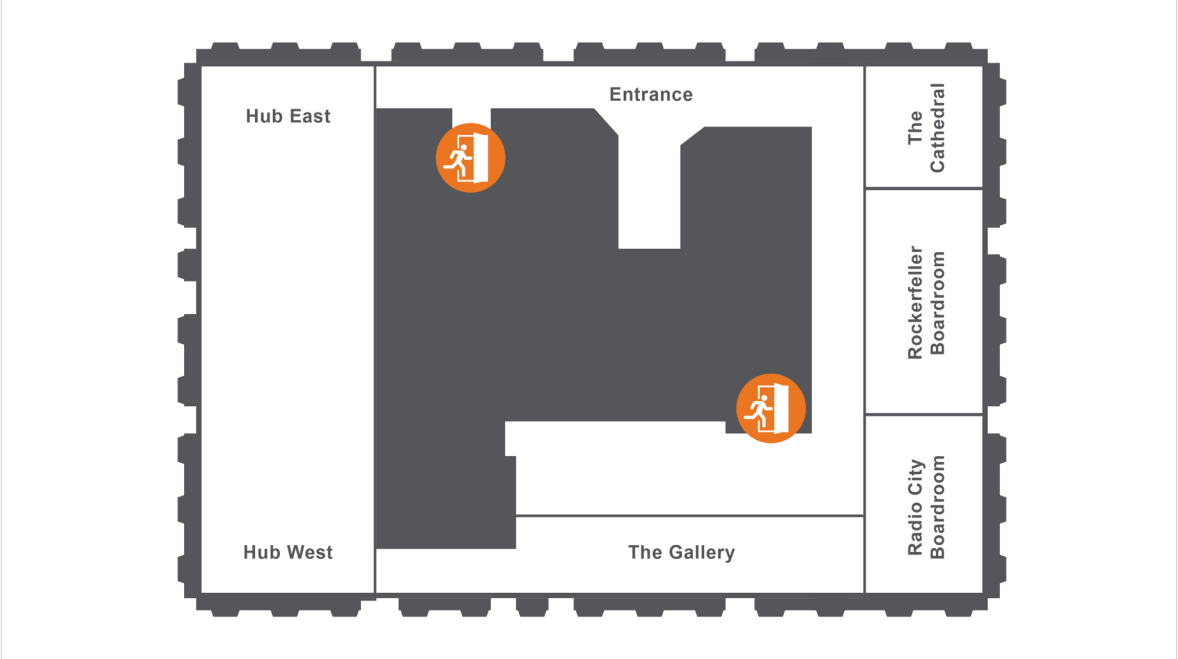 Entrance
Hub East
The
Cathedral
Rockerfeller
Boardroom
Radio City
Boardroom
Hub West
The Gallery